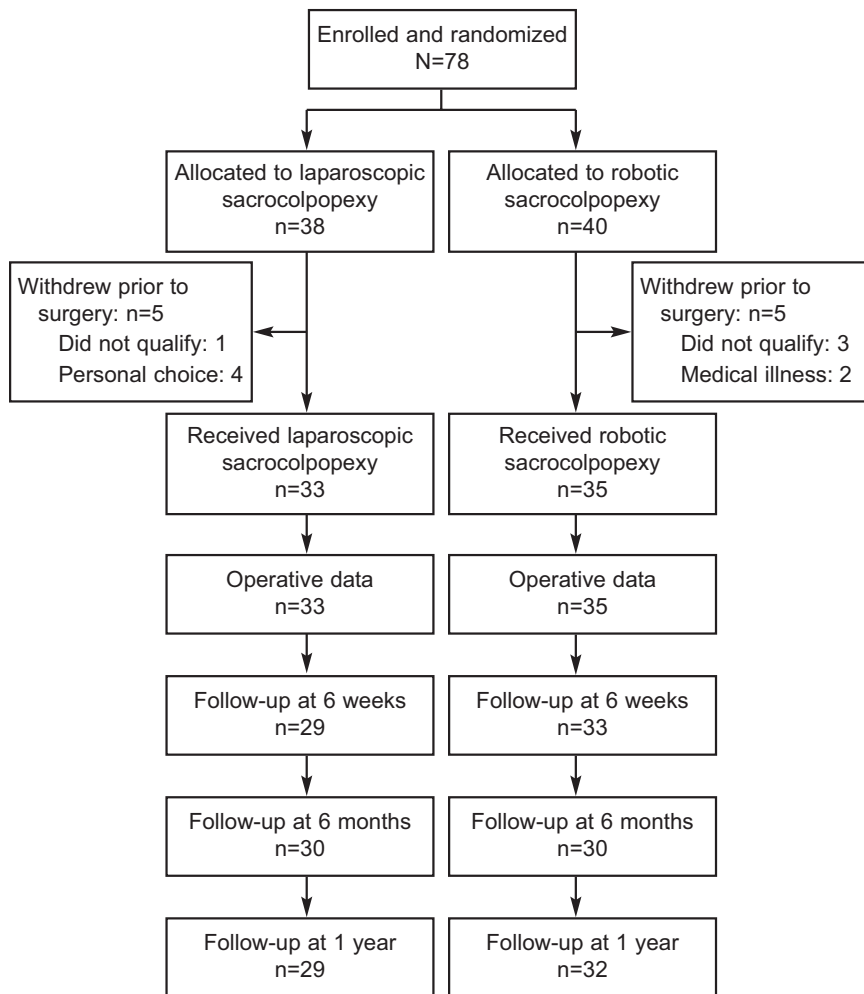 Enrolled and randomized
N=78
Allocated to laparoscopic
sacrocolpopexy
n=38
Allocated to robotic
sacrocolpopexy
n=40
Withdrew prior to
surgery: n=5
Did not qualify: 1
Personal choice: 4
Withdrew prior to
surgery: n=5
Did not qualify: 3
Medical illness: 2
Received laparoscopic
sacrocolpopexy
n=33
Received robotic
sacrocolpopexy
n=35
Operative data
n=33
Operative data
n=35
Follow-up at 6 weeks
n=29
Follow-up at 6 weeks
n=33
Follow-up at 6 months
n=30
Follow-up at 6 months
n=30
Follow-up at 1 year
n=29
Follow-up at 1 year
n=32